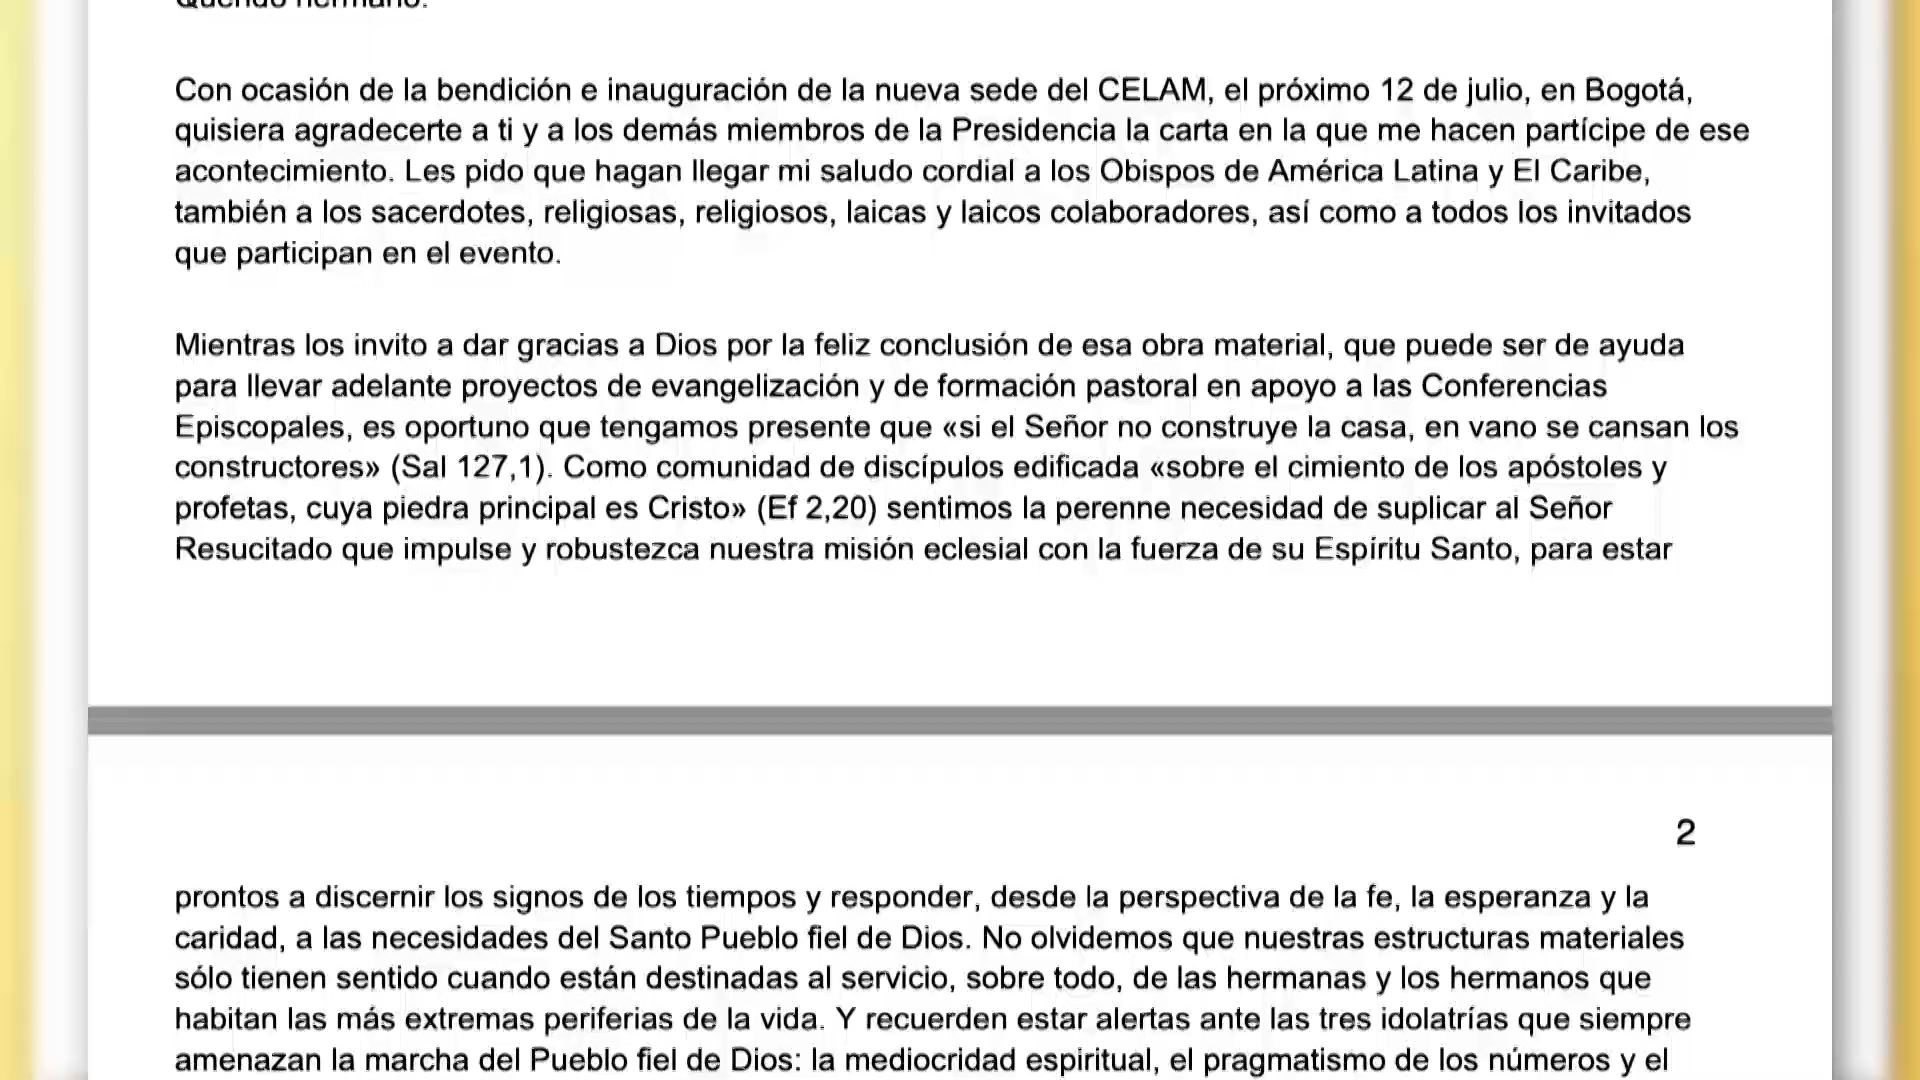 Querido hermano:
Con ocasión de la bendición e inauguración de la nueva sede del CELAM, el próximo 12 de julio, en Bogotá,
quisiera agradecerte a ti y a los demás miembros de la Presidencia la carta en la que me hacen partícipe de ese
acontecimiento. Les pido que hagan llegar mi saludo cordial a los Obispos de América Latina y El Caribe,
también a los sacerdotes, religiosas, religiosos, laicas y laicos colaboradores, así como a todos los invitados
que participan en el evento.
Mientras los invito a dar gracias a Dios por la feliz conclusión de esa obra material, que puede ser de ayuda
para llevar adelante proyectos de evangelización y de formación pastoral en apoyo a las Conferencias
Episcopales, es oportuno que tengamos presente que «si el Señor no construye la casa, en vano se cansan los
constructores» (Sal 127,1). Como comunidad de discípulos edificada «sobre el cimiento de los apóstoles y
profetas, cuya piedra principal es Cristo» (Ef 2,20) sentimos la perenne necesidad de suplicar al Señor
Resucitado que impulse y robustezca nuestra misión eclesial con la fuerza de su Espíritu Santo, para estar
2
prontos a discernir los signos de los tiempos y responder, desde la perspectiva de la fe, la esperanza y la
caridad, a las necesidades del Santo Pueblo fiel de Dios. No olvidemos que nuestras estructuras materiales
sólo tienen sentido cuando están destinadas al servicio, sobre todo, de las hermanas y los hermanos que
habitan las más extremas periferias de la vida. Y recuerden estar alertas ante las tres idolatrías que siempre
amenazan la marcha del Pueblo fiel de Dios: la mediocridad espiritual, el pragmatismo de los números y el